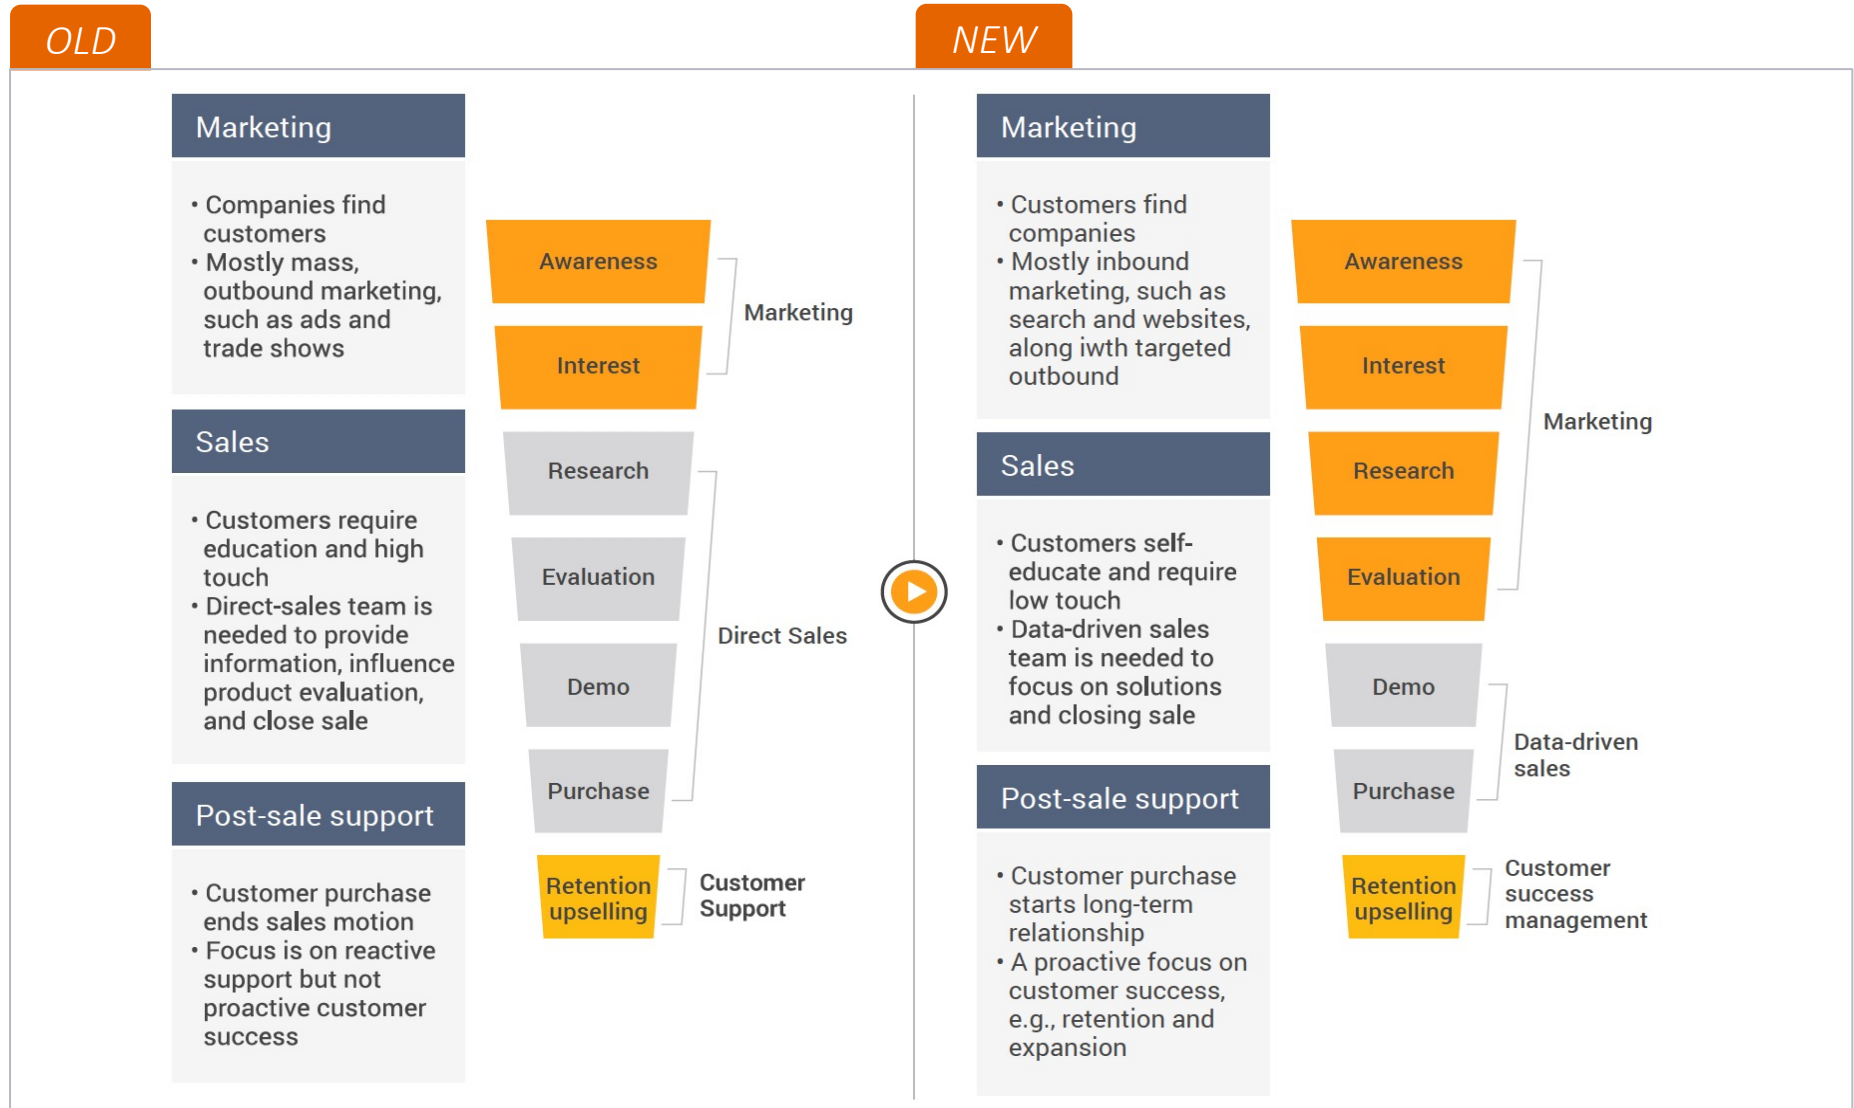 OLD
Marketing
• Companies find
customers
• Mostly mass,
outbound marketing,
such as ads and
trade shows
Sales
• Customers require
education and high
touch
• Direct-sales team is
needed to provide
information, influence
product evaluation,
and close sale
Post-sale support
• Customer purchase
ends sales motion
• Focus is on reactive
support but not
proactive customer
success
Awareness
Interest
Research
Evaluation
Demo
Purchase
Retention
upselling
Marketing
Direct Sales
Customer
Support
NEW
Marketing
• Customers find
companies
• Mostly inbound
marketing, such as
search and websites,
along iwth targeted
outbound
Sales
• Customers self-
educate and require
low touch
• Data-driven sales
team is needed to
focus on solutions
and closing sale
Post-sale support
• Customer purchase
starts long-term
relationship
• A proactive focus on
customer success,
e.g., retention and
expansion
Awareness
Interest
Research
Evaluation
Demo
Purchase
Retention
upselling
Marketing
Data-driven
sales
Customer
success
management